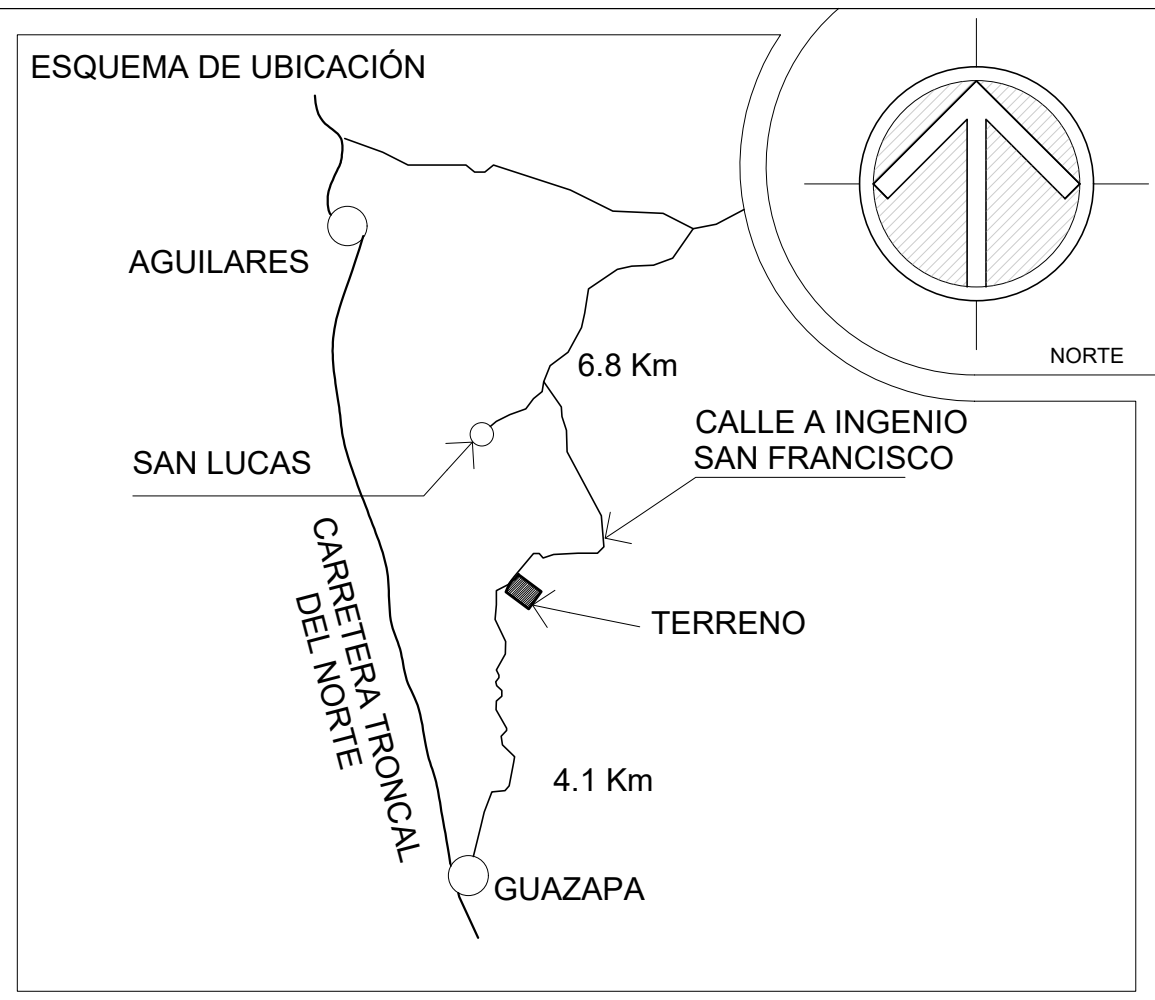 ESQUEMA DE UBICACIÓN
AGUILARES
NORTE
6.8 Km
CALLE A INGENIO
SAN FRANCISCO
SAN LUCAS
CARRETERA TRONCAL
DEL NORTE
TERRENO
4.1 Km
GUAZAPA